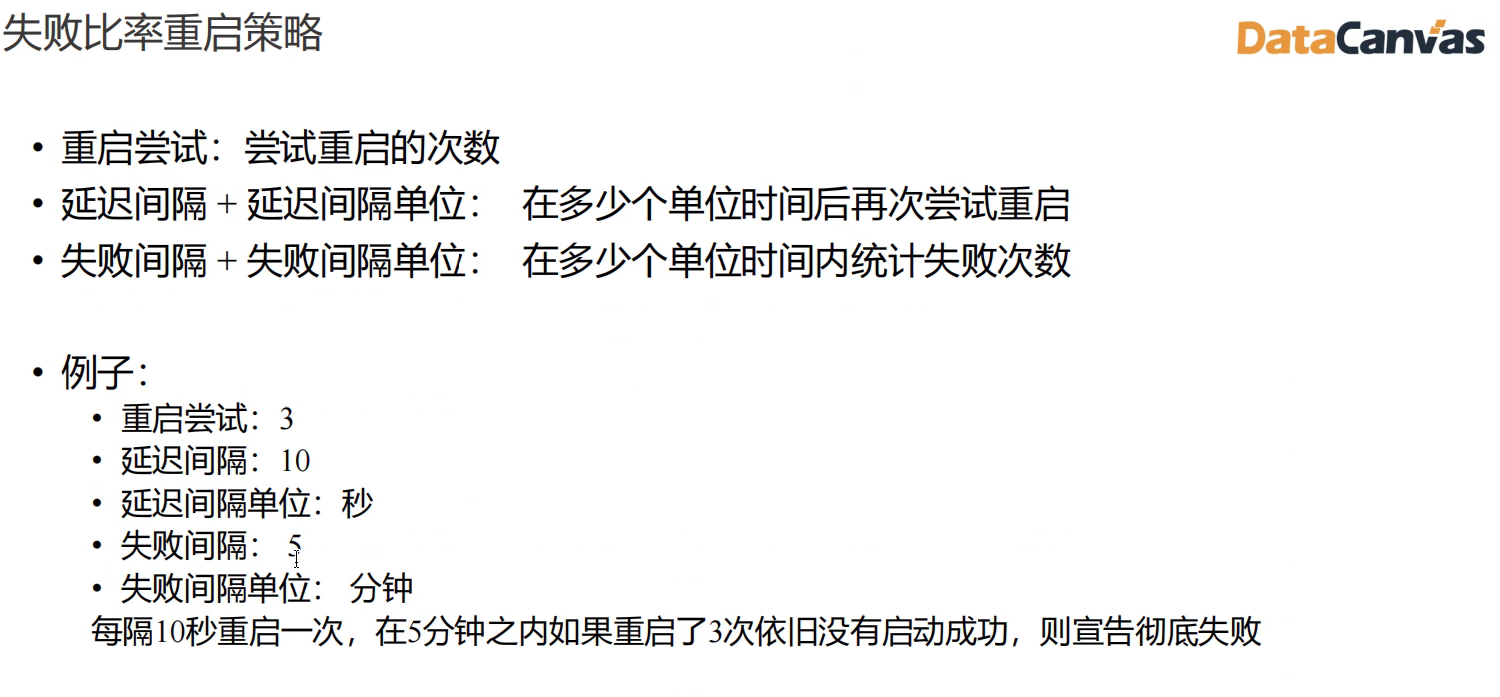 失败比率重启策略
DataCanvas
• 重启尝试：尝试重启的次数
• 延迟间隔 + 延迟间隔单位： 在多少个单位时间后再次尝试重启
• 失败间隔 + 失败间隔单位： 在多少个单位时间内统计失败次数
• 例子：
• 重启尝试：3
• 延迟间隔：10
• 延迟间隔单位：秒
• 失败间隔： 5
• 失败间隔单位： 分钟
每隔10秒重启一次，在5分钟之内如果重启了3次依旧没有启动成功，则宣告彻底失败